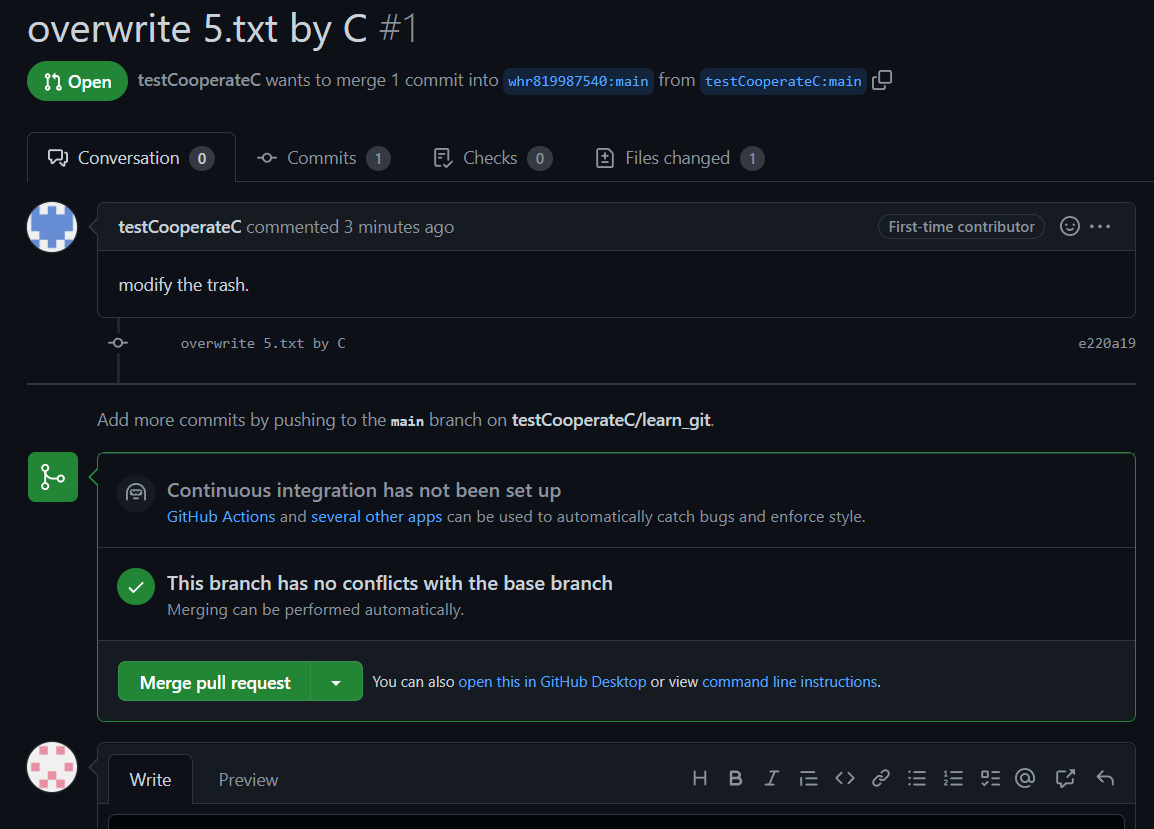 overwrite 5.txt by C #1
Open testCooperateC wants to merge 1 commit into whr819987540:main from testCooperateC:main
Conversation 0 Commits 1 Checks 0 Files changed 1
testCooperateC commented 3 minutes ago First-time contributor
modify the trash.
overwrite 5.txt by C e220a19
Add more commits by pushing to the main branch on testCooperateC/learn_git.
Continuous integration has not been set up
GitHub Actions and several other apps can be used to automatically catch bugs and enforce style.
This branch has no conflicts with the base branch
Merging can be performed automatically.
Merge pull request You can also open this in GitHub Desktop or view command line instructions.
Write Preview